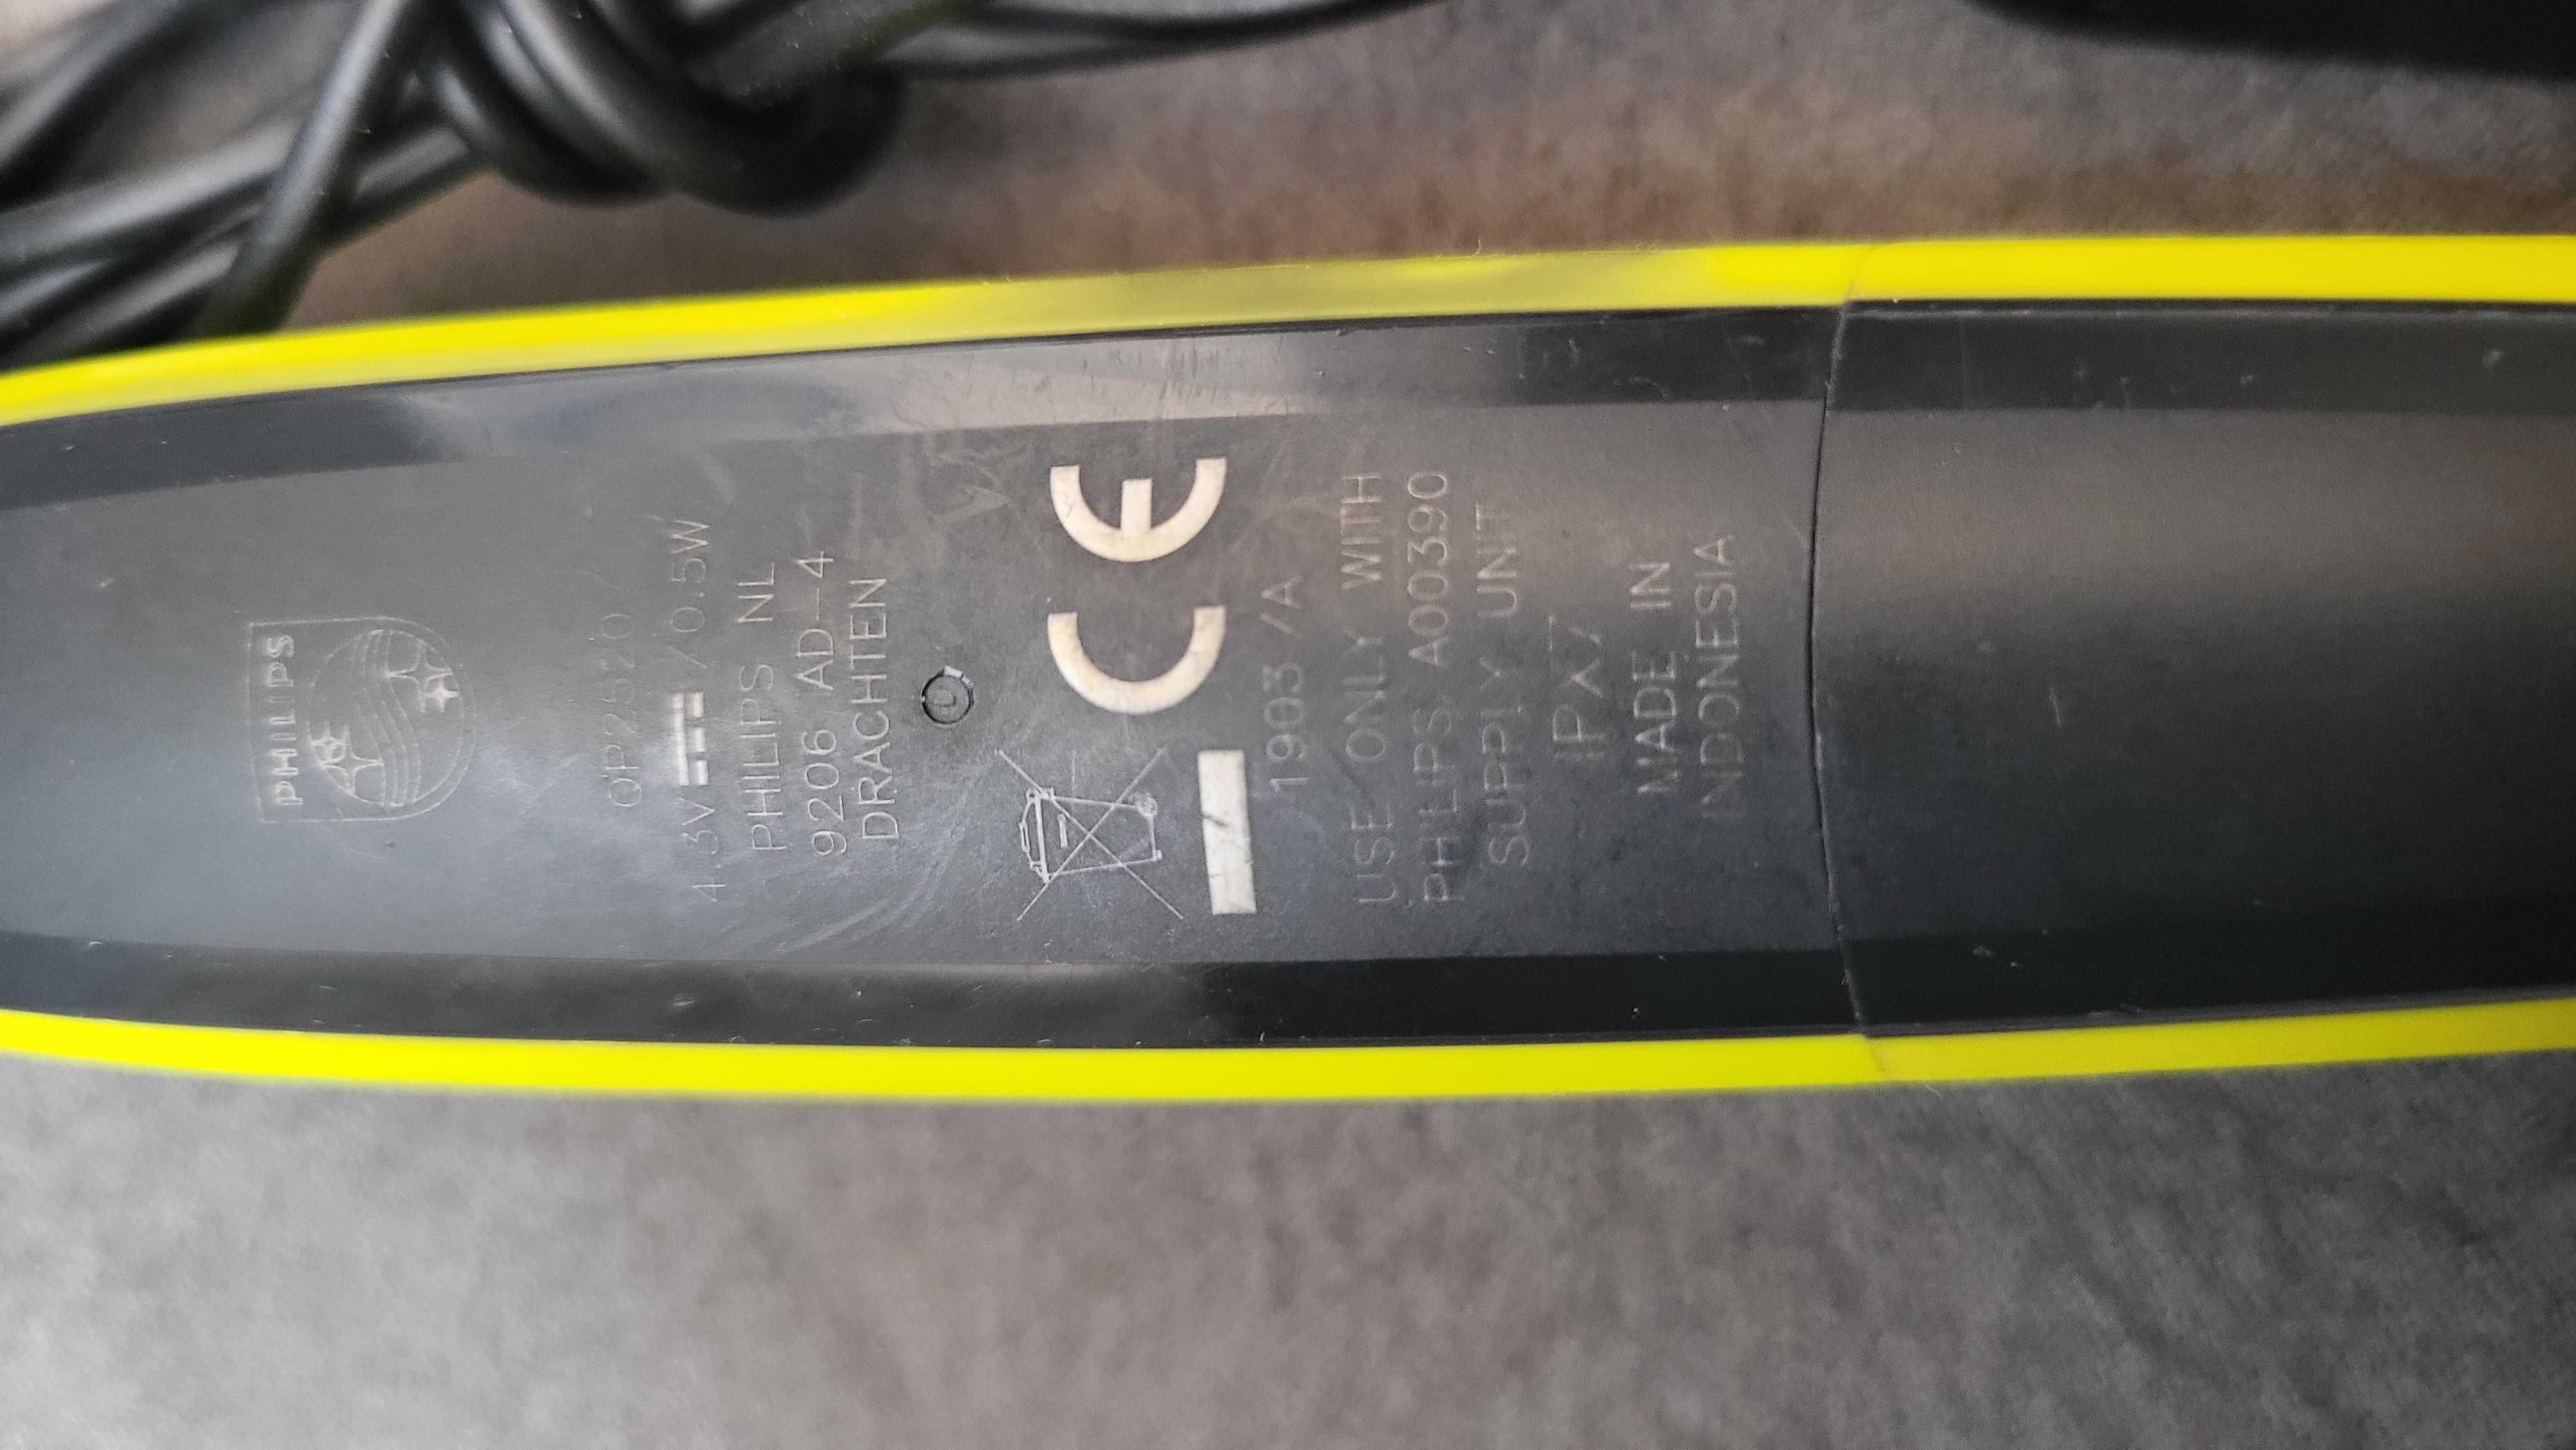 PHILIPS
QP2520
4.3V ⎓ /0.5W
PHILIPS NL
9206 AD-4
DRACHTEN
CE
1903 /A
USE ONLY WITH
PHILIPS A00390
SUPPLY UNIT
IPX7
MADE IN
INDONESIA